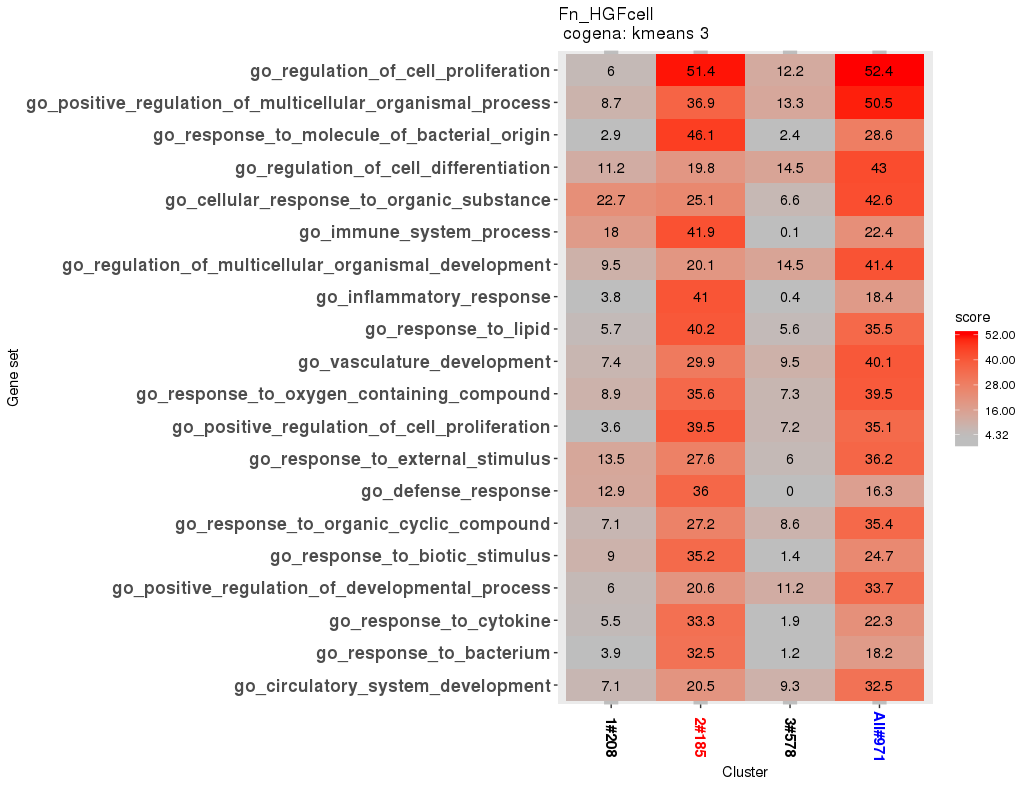 Fn_HGFcell
cogena: kmeans 3
go_regulation_of_cell_proliferation 6 51.4 12.2 52.4
go_positive_regulation_of_multicellular_organismal_process 8.7 36.9 13.3 50.5
go_response_to_molecule_of_bacterial_origin 2.9 46.1 2.4 28.6
go_regulation_of_cell_differentiation 11.2 19.8 14.5 43
go_cellular_response_to_organic_substance 22.7 25.1 6.6 42.6
go_immune_system_process 18 41.9 0.1 22.4
go_regulation_of_multicellular_organismal_development 9.5 20.1 14.5 41.4
go_inflammatory_response 3.8 41 0.4 18.4
go_response_to_lipid 5.7 40.2 5.6 35.5
go_vasculature_development 7.4 29.9 9.5 40.1
go_response_to_oxygen_containing_compound 8.9 35.6 7.3 39.5
go_positive_regulation_of_cell_proliferation 3.6 39.5 7.2 35.1
go_response_to_external_stimulus 13.5 27.6 6 36.2
go_defense_response 12.9 36 0 16.3
go_response_to_organic_cyclic_compound 7.1 27.2 8.6 35.4
go_response_to_biotic_stimulus 9 35.2 1.4 24.7
go_positive_regulation_of_developmental_process 6 20.6 11.2 33.7
go_response_to_cytokine 5.5 33.3 1.9 22.3
go_response_to_bacterium 3.9 32.5 1.2 18.2
go_circulatory_system_development 7.1 20.5 9.3 32.5
1#208 2#185 3#578 All#971
Cluster
Gene set
score
52.00
40.00
28.00
16.00
4.32